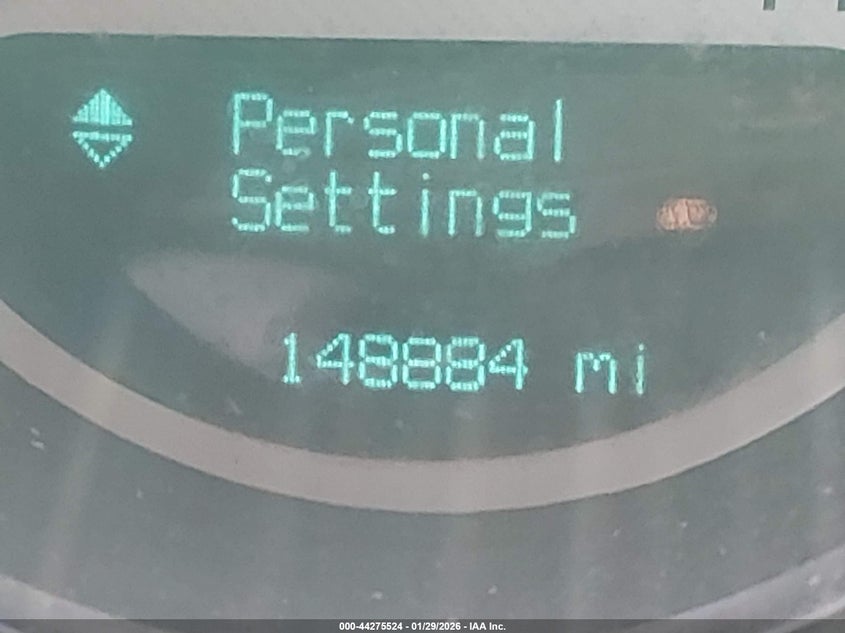 Personal
Settings
148884 mi
000-44275524 - 01/29/2026 - IAA Inc.